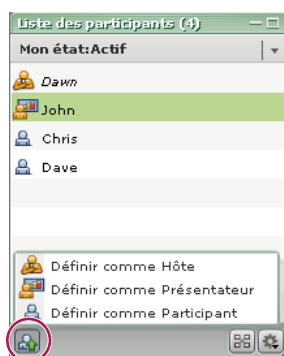 Liste des participants (4)
Mon état:Actif
Dawn
John
Chris
Dave
Définir comme Hôte
Définir comme Présentateur
Définir comme Participant